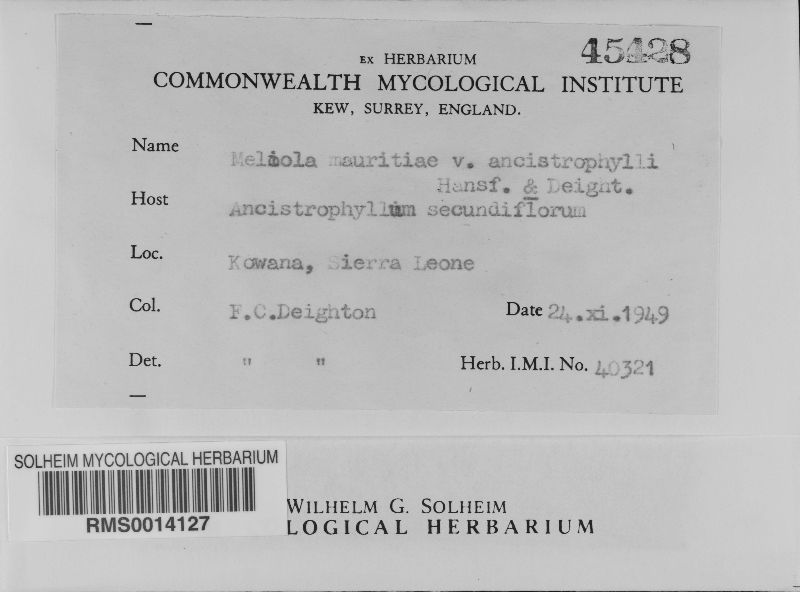 45428
EX HERBARIUM
COMMONWEALTH MYCOLOGICAL INSTITUTE
KEW, SURREY, ENGLAND.
Name Meliola mauritiae v. ancistrophylli
Hansf. & Deight.
Host Ancistrophyllum secundiflorum
Loc. Kowana, Sierra Leone
Col. F.C.Deighton Date 24.xi.1949
Det. " " Herb. I.M.I. No. 40321
SOLHEIM MYCOLOGICAL HERBARIUM
RMS0014127
WILHELM G. SOLHEIM
LOGICAL HERBARIUM